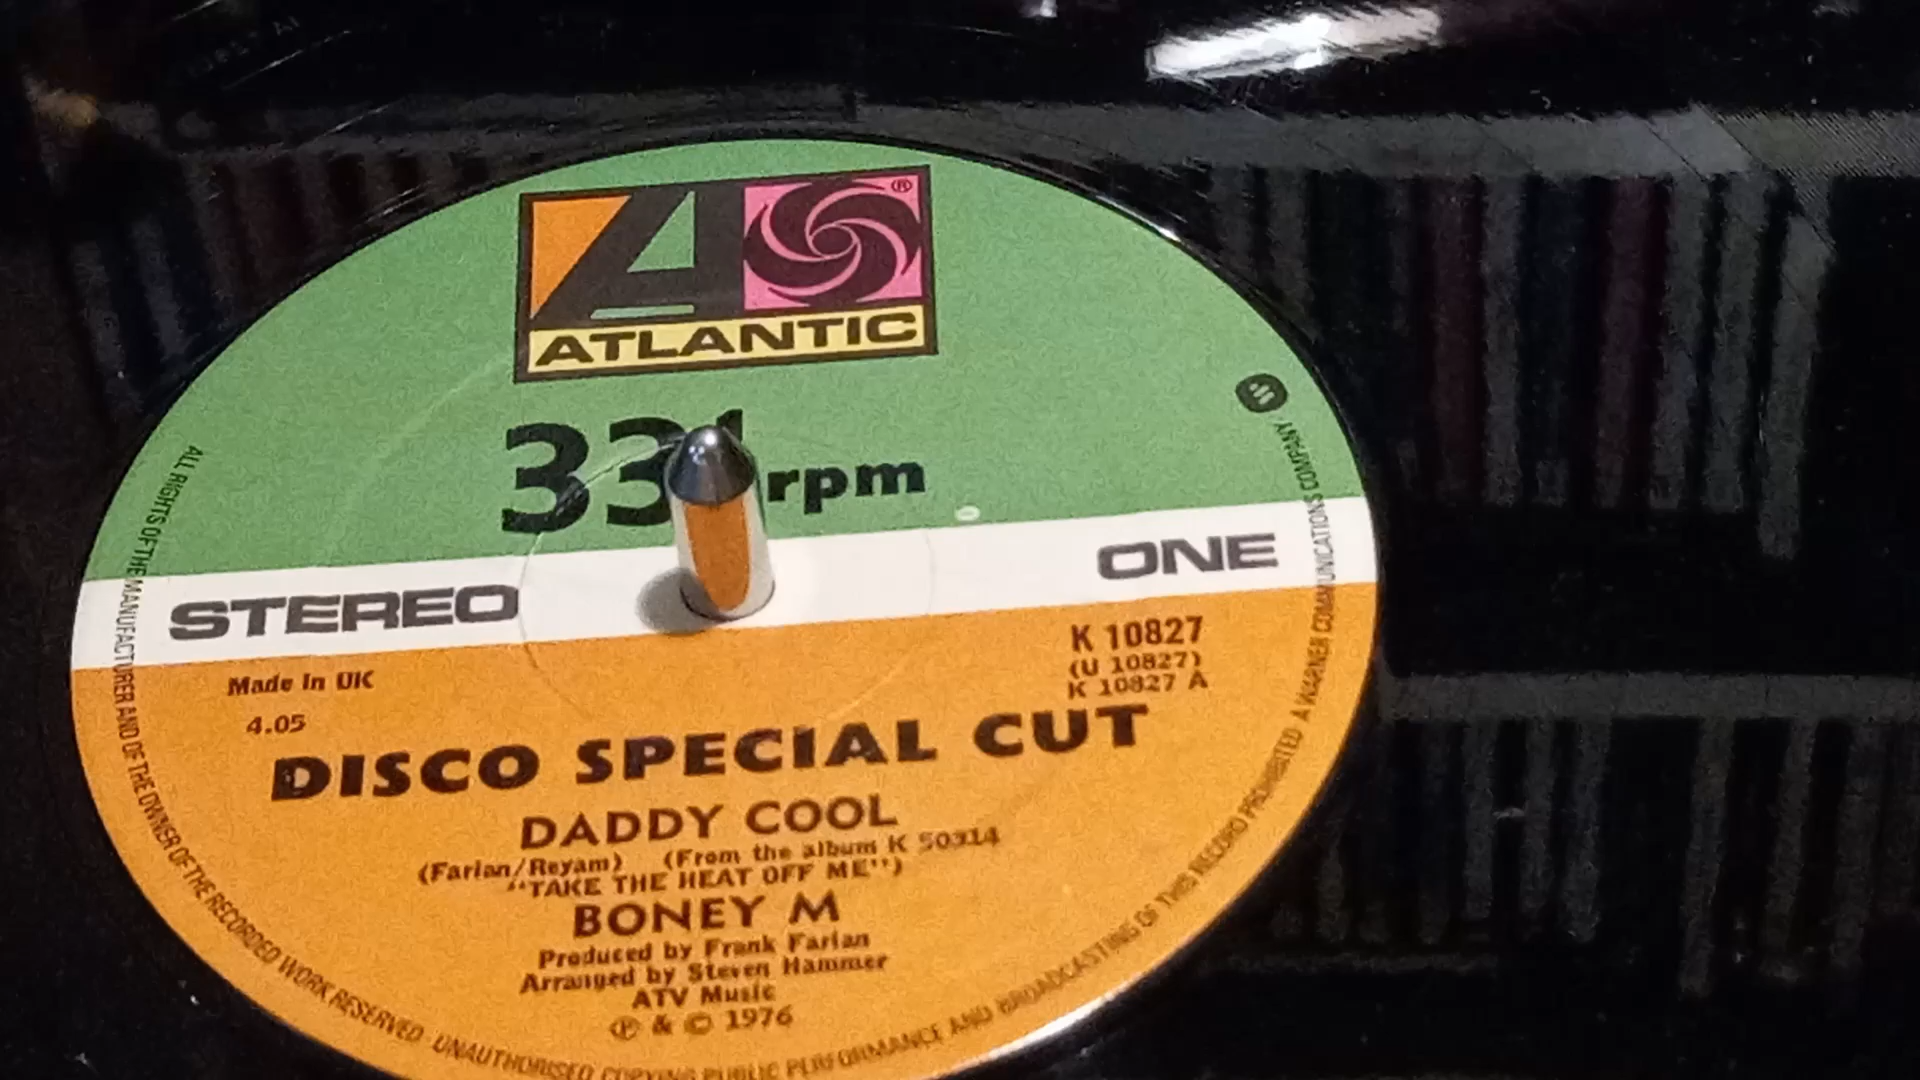 ATLANTIC
®
33 rpm
STEREO
ONE
Made In UK
K 10827
(U 10827)
K 10827 A
4.05
DISCO SPECIAL CUT
DADDY COOL
(Farian/Reyam) (From the album K 50314
"TAKE THE HEAT OFF ME")
BONEY M
Produced by Frank Farian
Arranged by Steven Hammer
ATV Music
℗ & © 1976
ALL RIGHTS OF THE MANUFACTURER AND OF THE OWNER OF THE RECORDED WORK RESERVED · UNAUTHORISED COPYING PUBLIC PERFORMANCE AND BROADCASTING OF THIS RECORD PROHIBITED A WARNER COMMUNICATIONS COMPANY